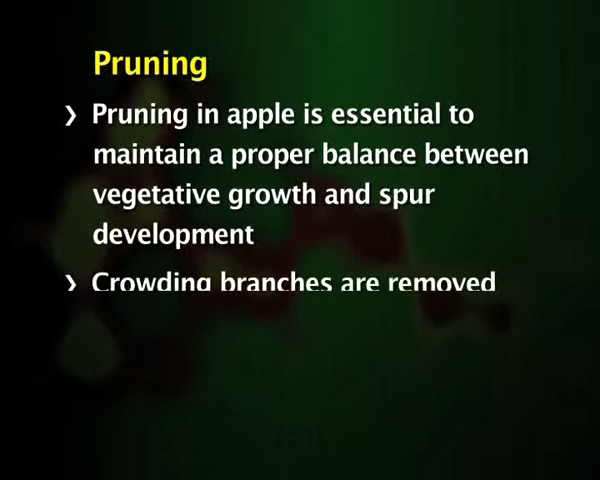 Pruning
❯ Pruning in apple is essential to
maintain a proper balance between
vegetative growth and spur
development
❯ Crowding branches are removed